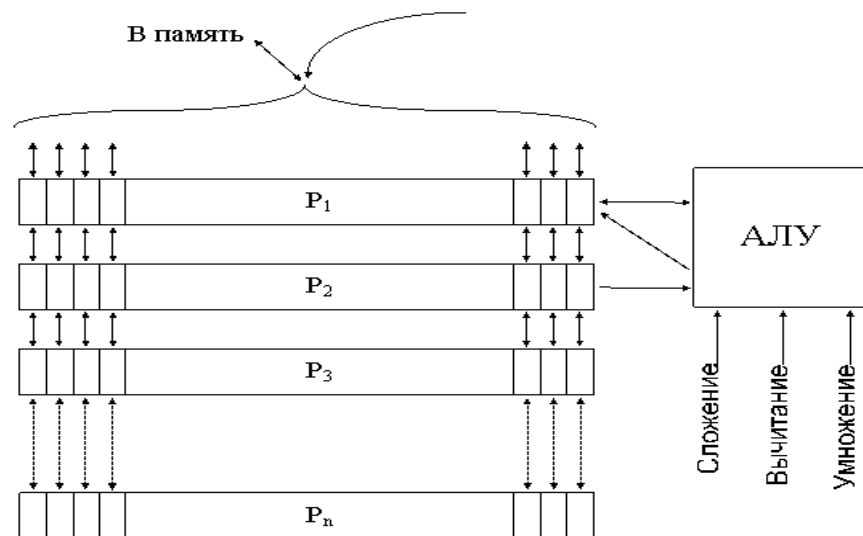 В память
P₁
АЛУ
P₂
P₃
Pₙ
Сложение
Вычитание
Умножение